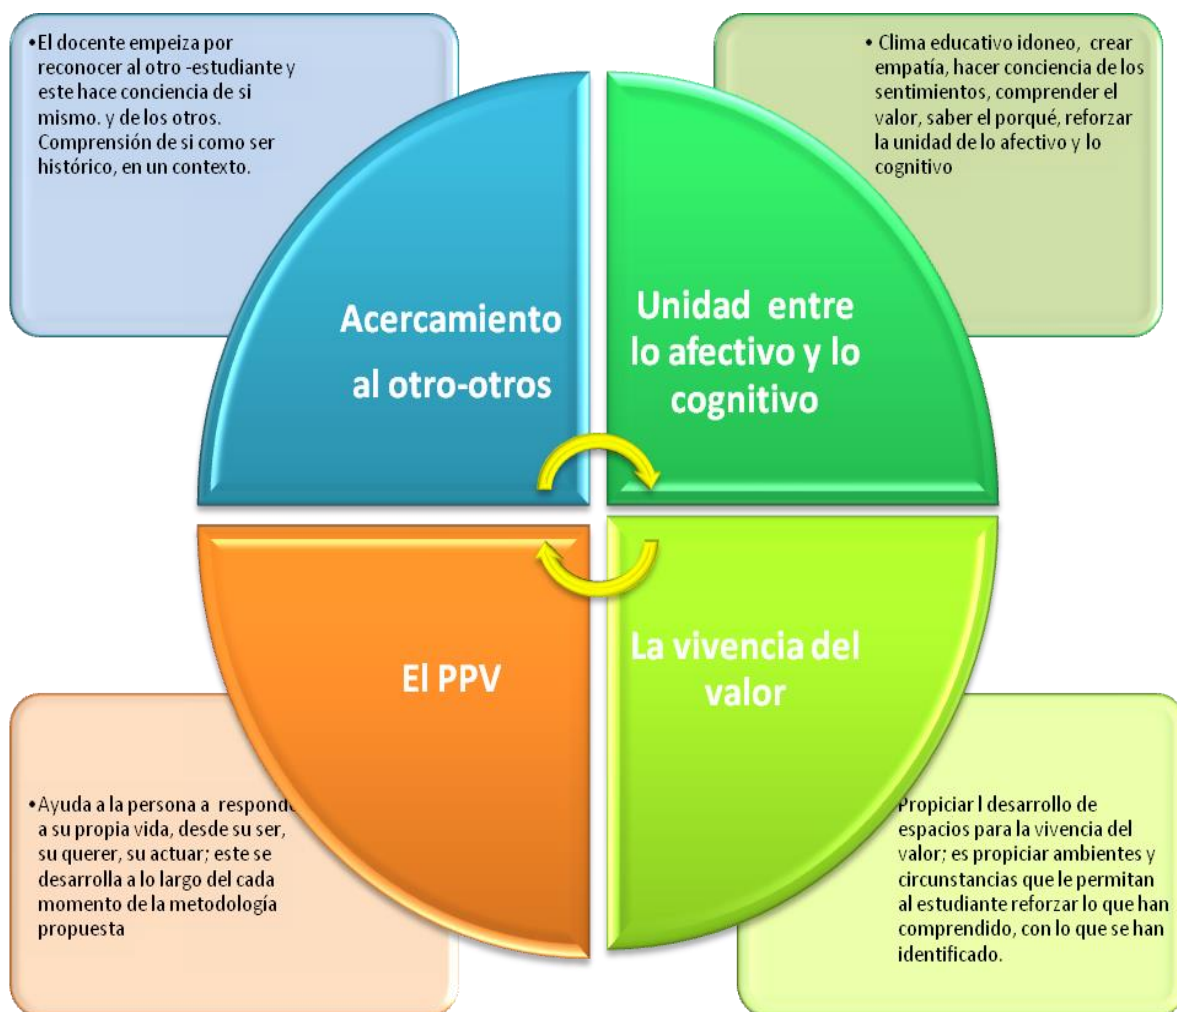 •El docente empeiza por
reconocer al otro -estudiante y
este hace conciencia de si
mismo. y de los otros.
Comprensión de si como ser
histórico, en un contexto.
• Clima educativo idoneo, crear
empatía, hacer conciencia de los
sentimientos, comprender el
valor, saber el porqué, reforzar
la unidad de lo afectivo y lo
cognitivo
Acercamiento
al otro-otros
Unidad entre
lo afectivo y lo
cognitivo
El PPV
La vivencia del
valor
•Ayuda a la persona a responde
a su propia vida, desde su ser,
su querer, su actuar; este se
desarrolla a lo largo del cada
momento de la metodología
propuesta
Propiciar l desarrollo de
espacios para la vivencia del
valor; es propiciar ambientes y
circunstancias que le permitan
al estudiante reforzar lo que han
comprendido, con lo que se han
identificado.